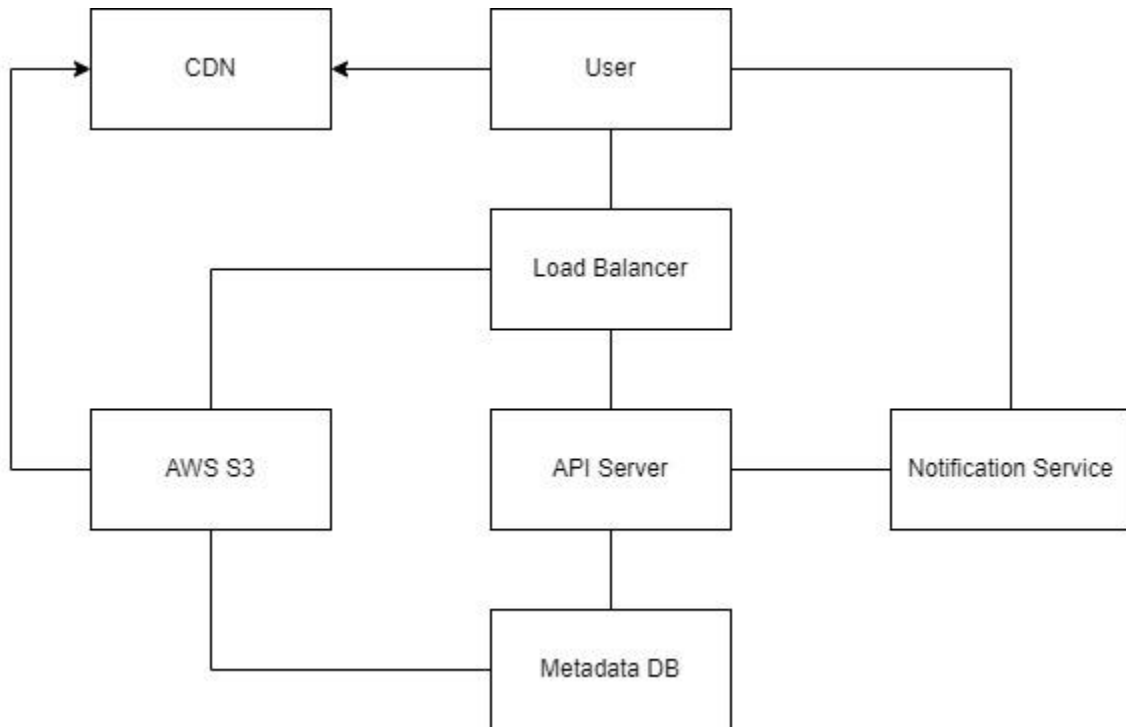 CDN
User
Load Balancer
AWS S3
API Server
Notification Service
Metadata DB